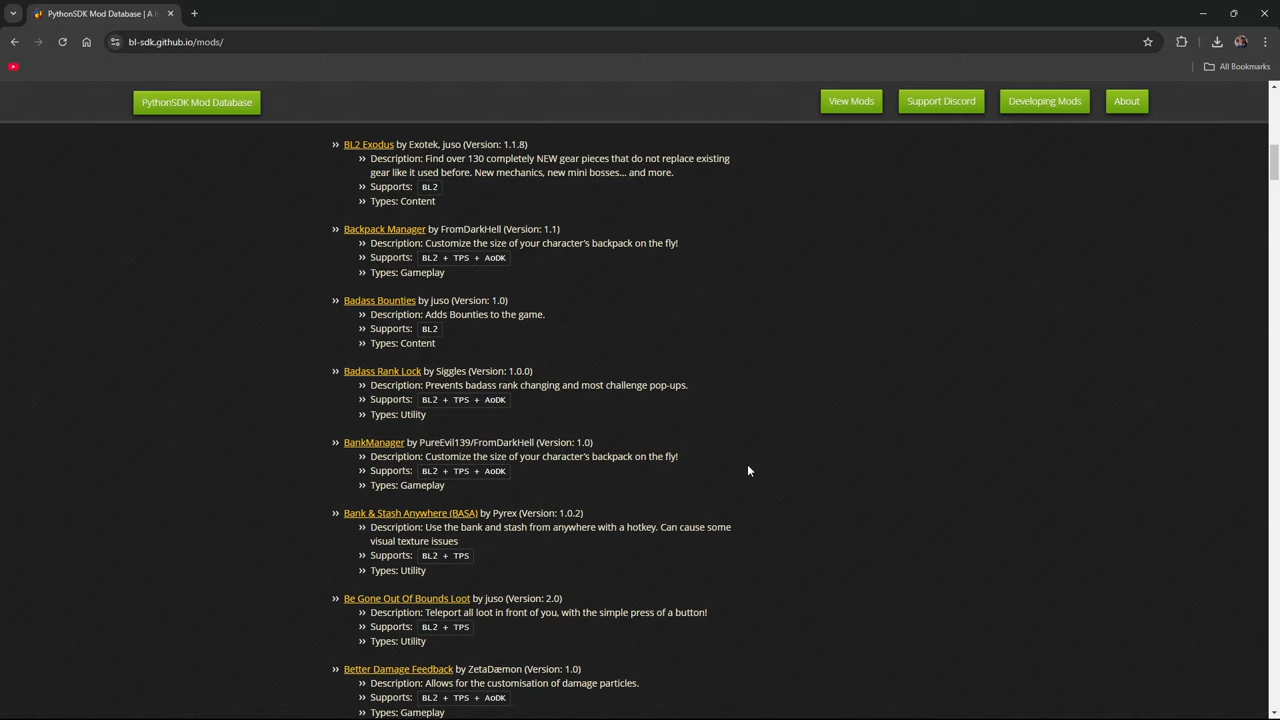 PythonSDK Mod Database | A li
bl-sdk.github.io/mods/
All Bookmarks
PythonSDK Mod Database
View Mods
Support Discord
Developing Mods
About
›› BL2 Exodus by Exotek, juso (Version: 1.1.8)
›› Description: Find over 130 completely NEW gear pieces that do not replace existing
gear like it used before. New mechanics, new mini bosses... and more.
›› Supports: BL2
›› Types: Content
›› Backpack Manager by FromDarkHell (Version: 1.1)
›› Description: Customize the size of your character's backpack on the fly!
›› Supports: BL2 + TPS + AoDK
›› Types: Gameplay
›› Badass Bounties by juso (Version: 1.0)
›› Description: Adds Bounties to the game.
›› Supports: BL2
›› Types: Content
›› Badass Rank Lock by Siggles (Version: 1.0.0)
›› Description: Prevents badass rank changing and most challenge pop-ups.
›› Supports: BL2 + TPS + AoDK
›› Types: Utility
›› BankManager by PureEvil139/FromDarkHell (Version: 1.0)
›› Description: Customize the size of your character's backpack on the fly!
›› Supports: BL2 + TPS + AoDK
›› Types: Gameplay
›› Bank & Stash Anywhere (BASA) by Pyrex (Version: 1.0.2)
›› Description: Use the bank and stash from anywhere with a hotkey. Can cause some
visual texture issues
›› Supports: BL2 + TPS
›› Types: Utility
›› Be Gone Out Of Bounds Loot by juso (Version: 2.0)
›› Description: Teleport all loot in front of you, with the simple press of a button!
›› Supports: BL2 + TPS
›› Types: Utility
›› Better Damage Feedback by ZetaDæmon (Version: 1.0)
›› Description: Allows for the customisation of damage particles.
›› Supports: BL2 + TPS + AoDK
›› Types: Gameplay